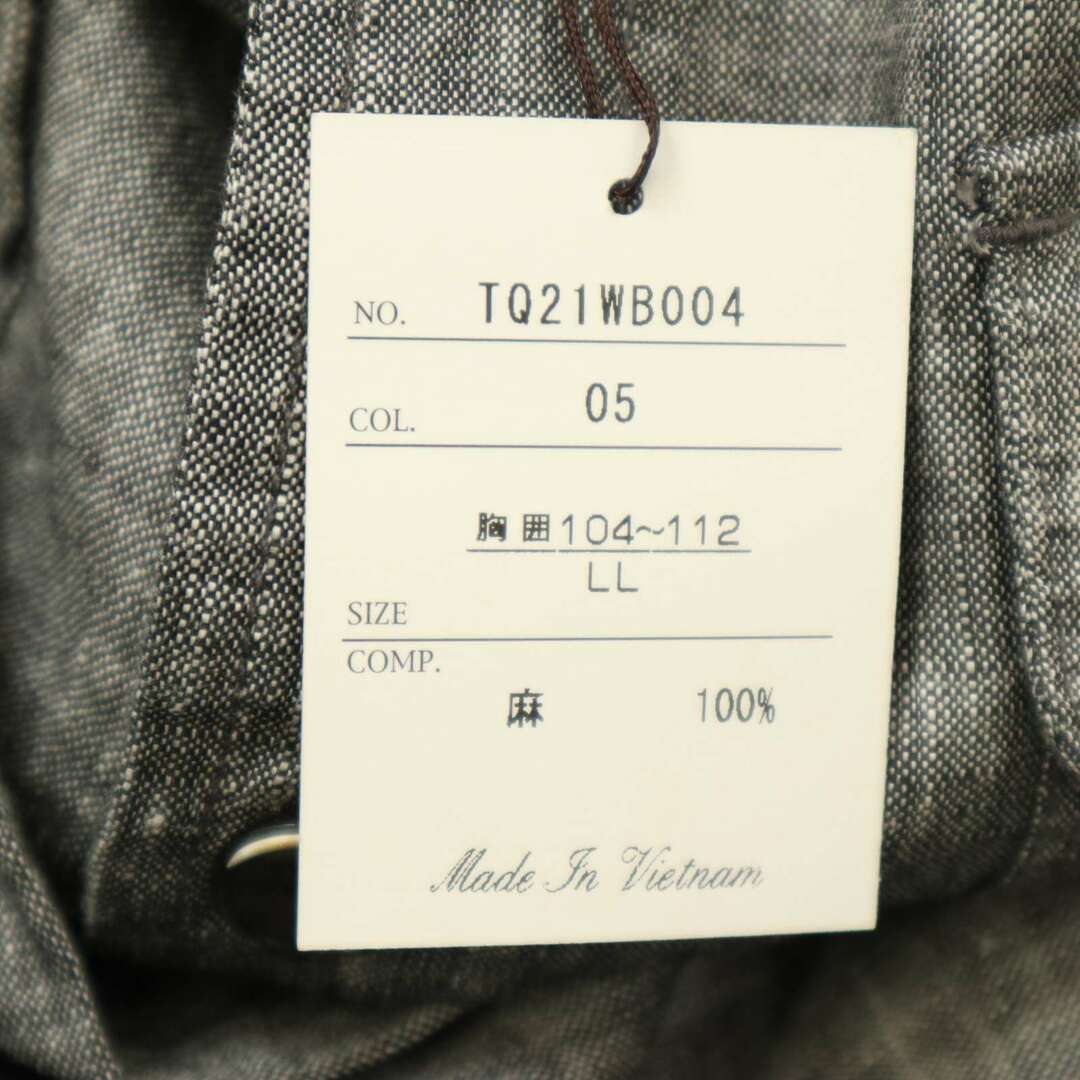 NO. TQ21WB004
COL. 05
胸囲104~112
LL
SIZE
COMP.
麻 100%
Made In Vietnam